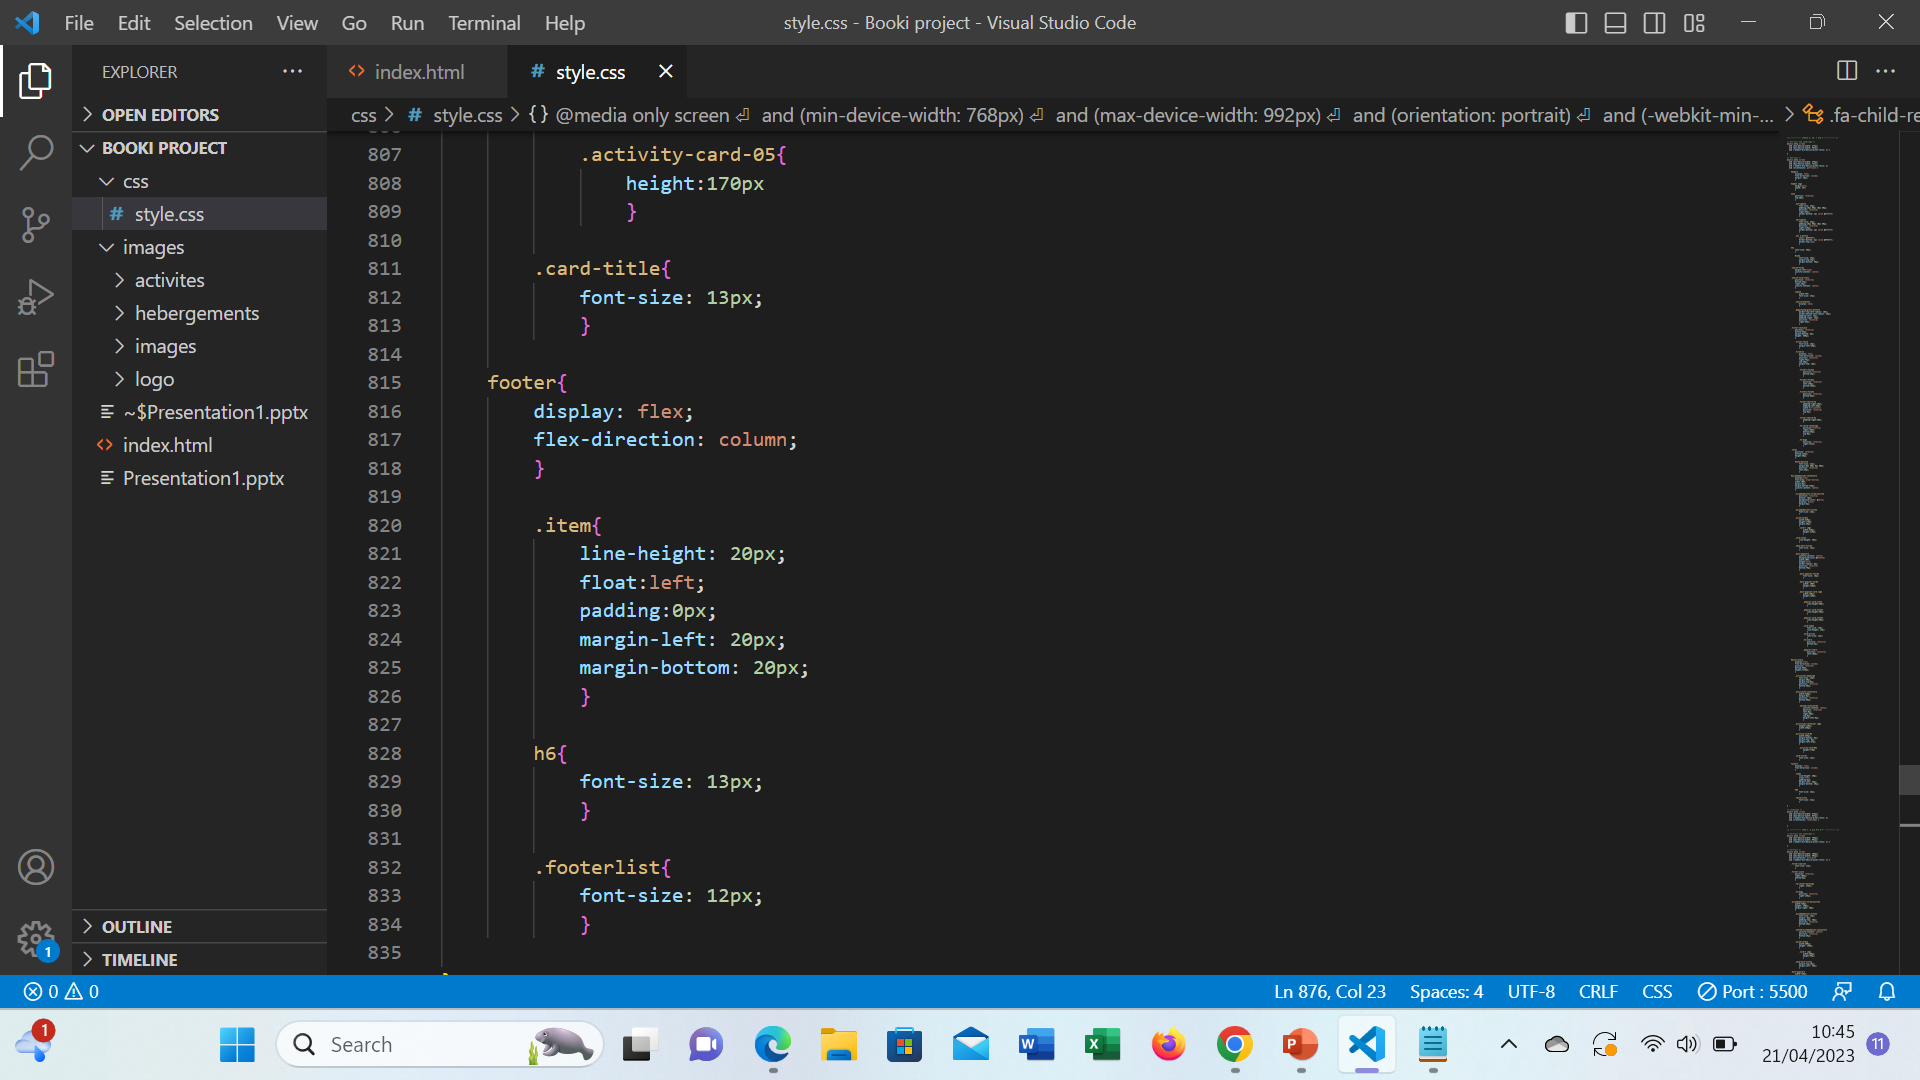 File Edit Selection View Go Run Terminal Help
style.css - Booki project - Visual Studio Code
EXPLORER
index.html
# style.css
OPEN EDITORS
css > # style.css > {} @media only screen and (min-device-width: 768px) and (max-device-width: 992px) and (orientation: portrait) and (-webkit-min-... > .fa-child-re
BOOKI PROJECT
css
# style.css
images
activites
hebergements
images
logo
~$Presentation1.pptx
index.html
Presentation1.pptx
OUTLINE
TIMELINE
807 .activity-card-05{
808 height:170px
809 }
810
811 .card-title{
812 font-size: 13px;
813 }
814
815 footer{
816 display: flex;
817 flex-direction: column;
818 }
819
820 .item{
821 line-height: 20px;
822 float:left;
823 padding:0px;
824 margin-left: 20px;
825 margin-bottom: 20px;
826 }
827
828 h6{
829 font-size: 13px;
830 }
831
832 .footerlist{
833 font-size: 12px;
834 }
835
1
0 0
Ln 876, Col 23 Spaces: 4 UTF-8 CRLF CSS Port : 5500
1
Search
10:45
21/04/2023
11